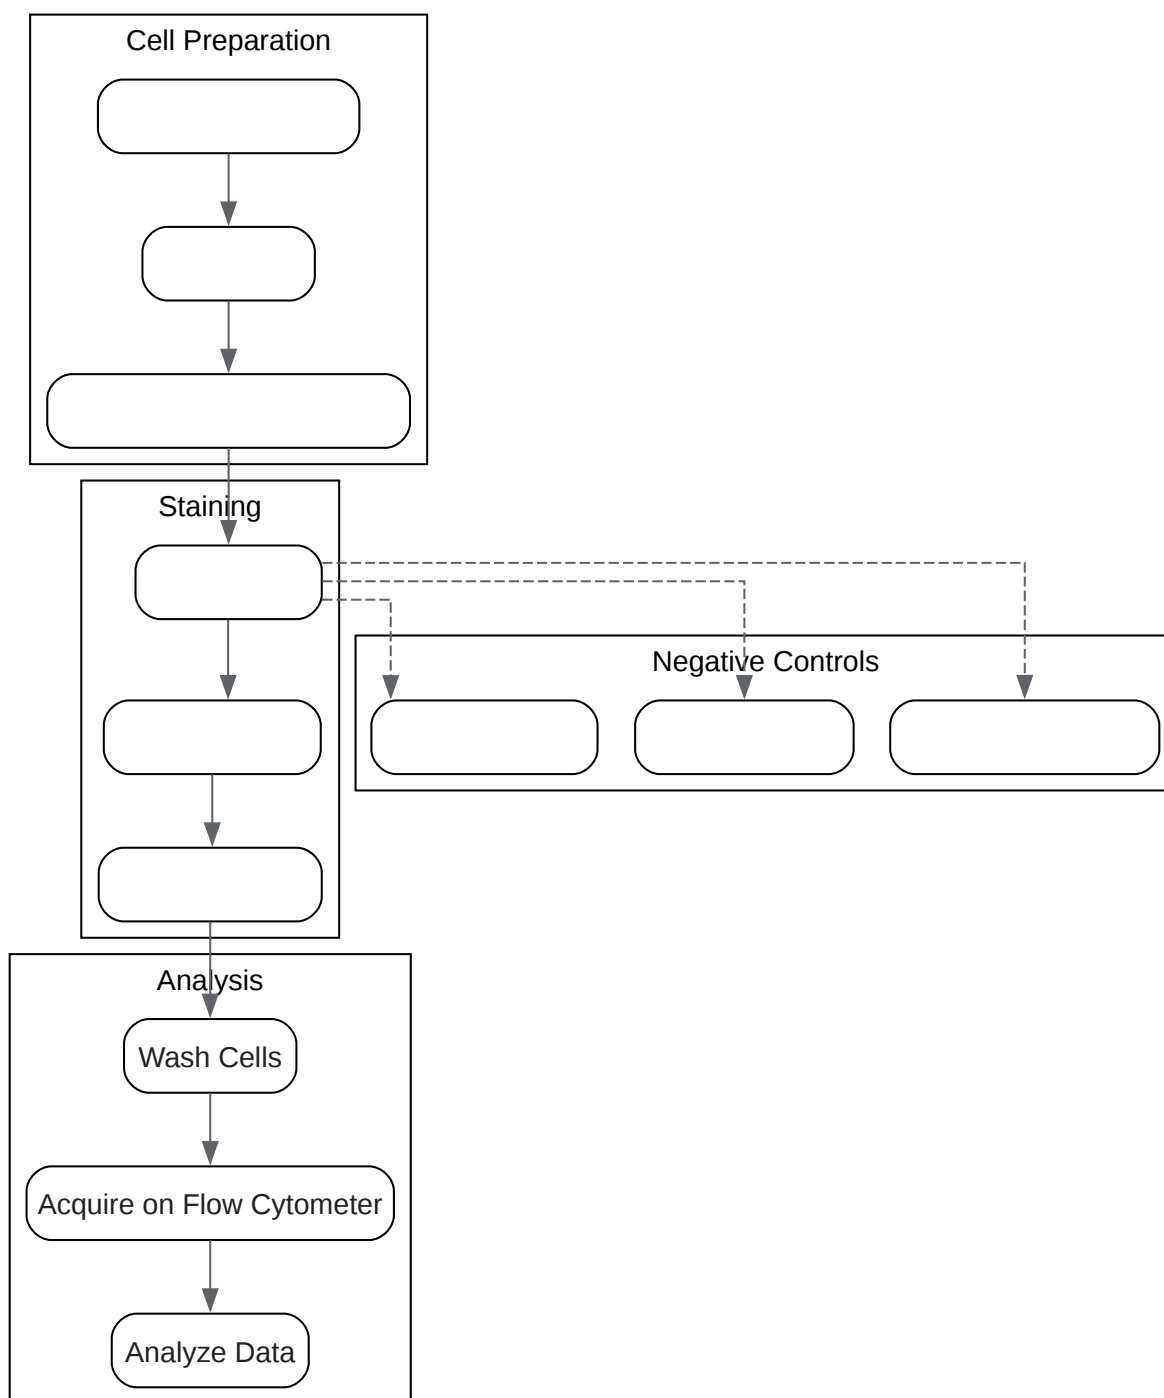 Cell Preparation
Staining
Negative Controls
Analysis
Wash Cells
Acquire on Flow Cytometer
Analyze Data